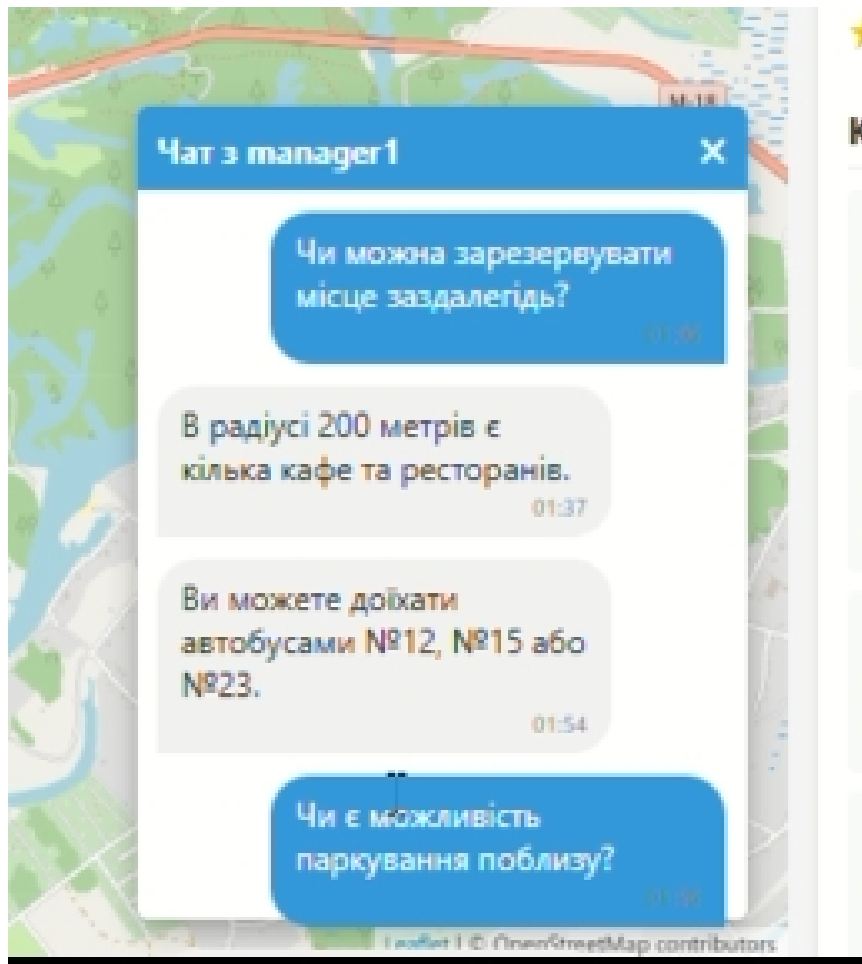 М-18
Чат з manager1
×
Чи можна зарезервувати
місце заздалегідь?
В радіусі 200 метрів є
кілька кафе та ресторанів.
01:37
Ви можете доїхати
автобусами №12, №15 або
№23.
01:54
Чи є можливість
паркування поблизу?
Leaflet | © OpenStreetMap contributors